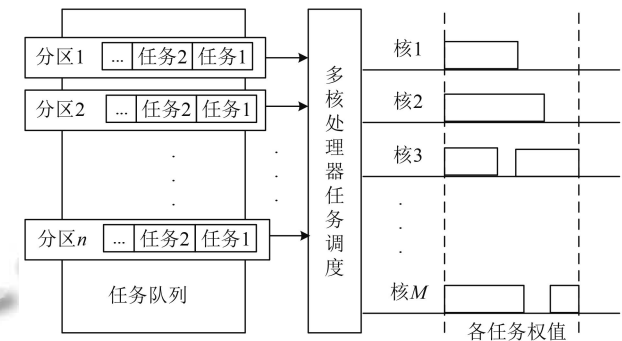 分区1 ... 任务2 任务1
分区2 ... 任务2 任务1
分区n ... 任务2 任务1
任务队列
多核处理器任务调度
核1
核2
核3
核M
各任务权值